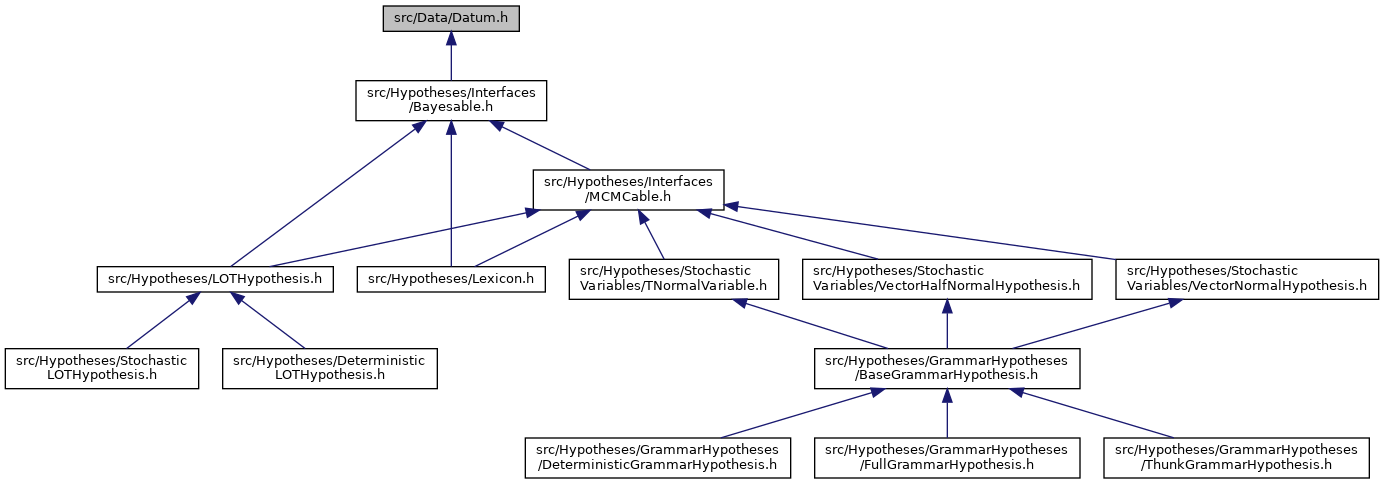 src/Data/Datum.h
src/Hypotheses/Interfaces
/Bayesable.h
src/Hypotheses/Interfaces
/MCMCable.h
src/Hypotheses/LOTHypothesis.h
src/Hypotheses/Lexicon.h
src/Hypotheses/Stochastic
Variables/TNormalVariable.h
src/Hypotheses/Stochastic
Variables/VectorHalfNormalHypothesis.h
src/Hypotheses/Stochastic
Variables/VectorNormalHypothesis.h
src/Hypotheses/Stochastic
LOTHypothesis.h
src/Hypotheses/Deterministic
LOTHypothesis.h
src/Hypotheses/GrammarHypotheses
/BaseGrammarHypothesis.h
src/Hypotheses/GrammarHypotheses
/DeterministicGrammarHypothesis.h
src/Hypotheses/GrammarHypotheses
/FullGrammarHypothesis.h
src/Hypotheses/GrammarHypotheses
/ThunkGrammarHypothesis.h